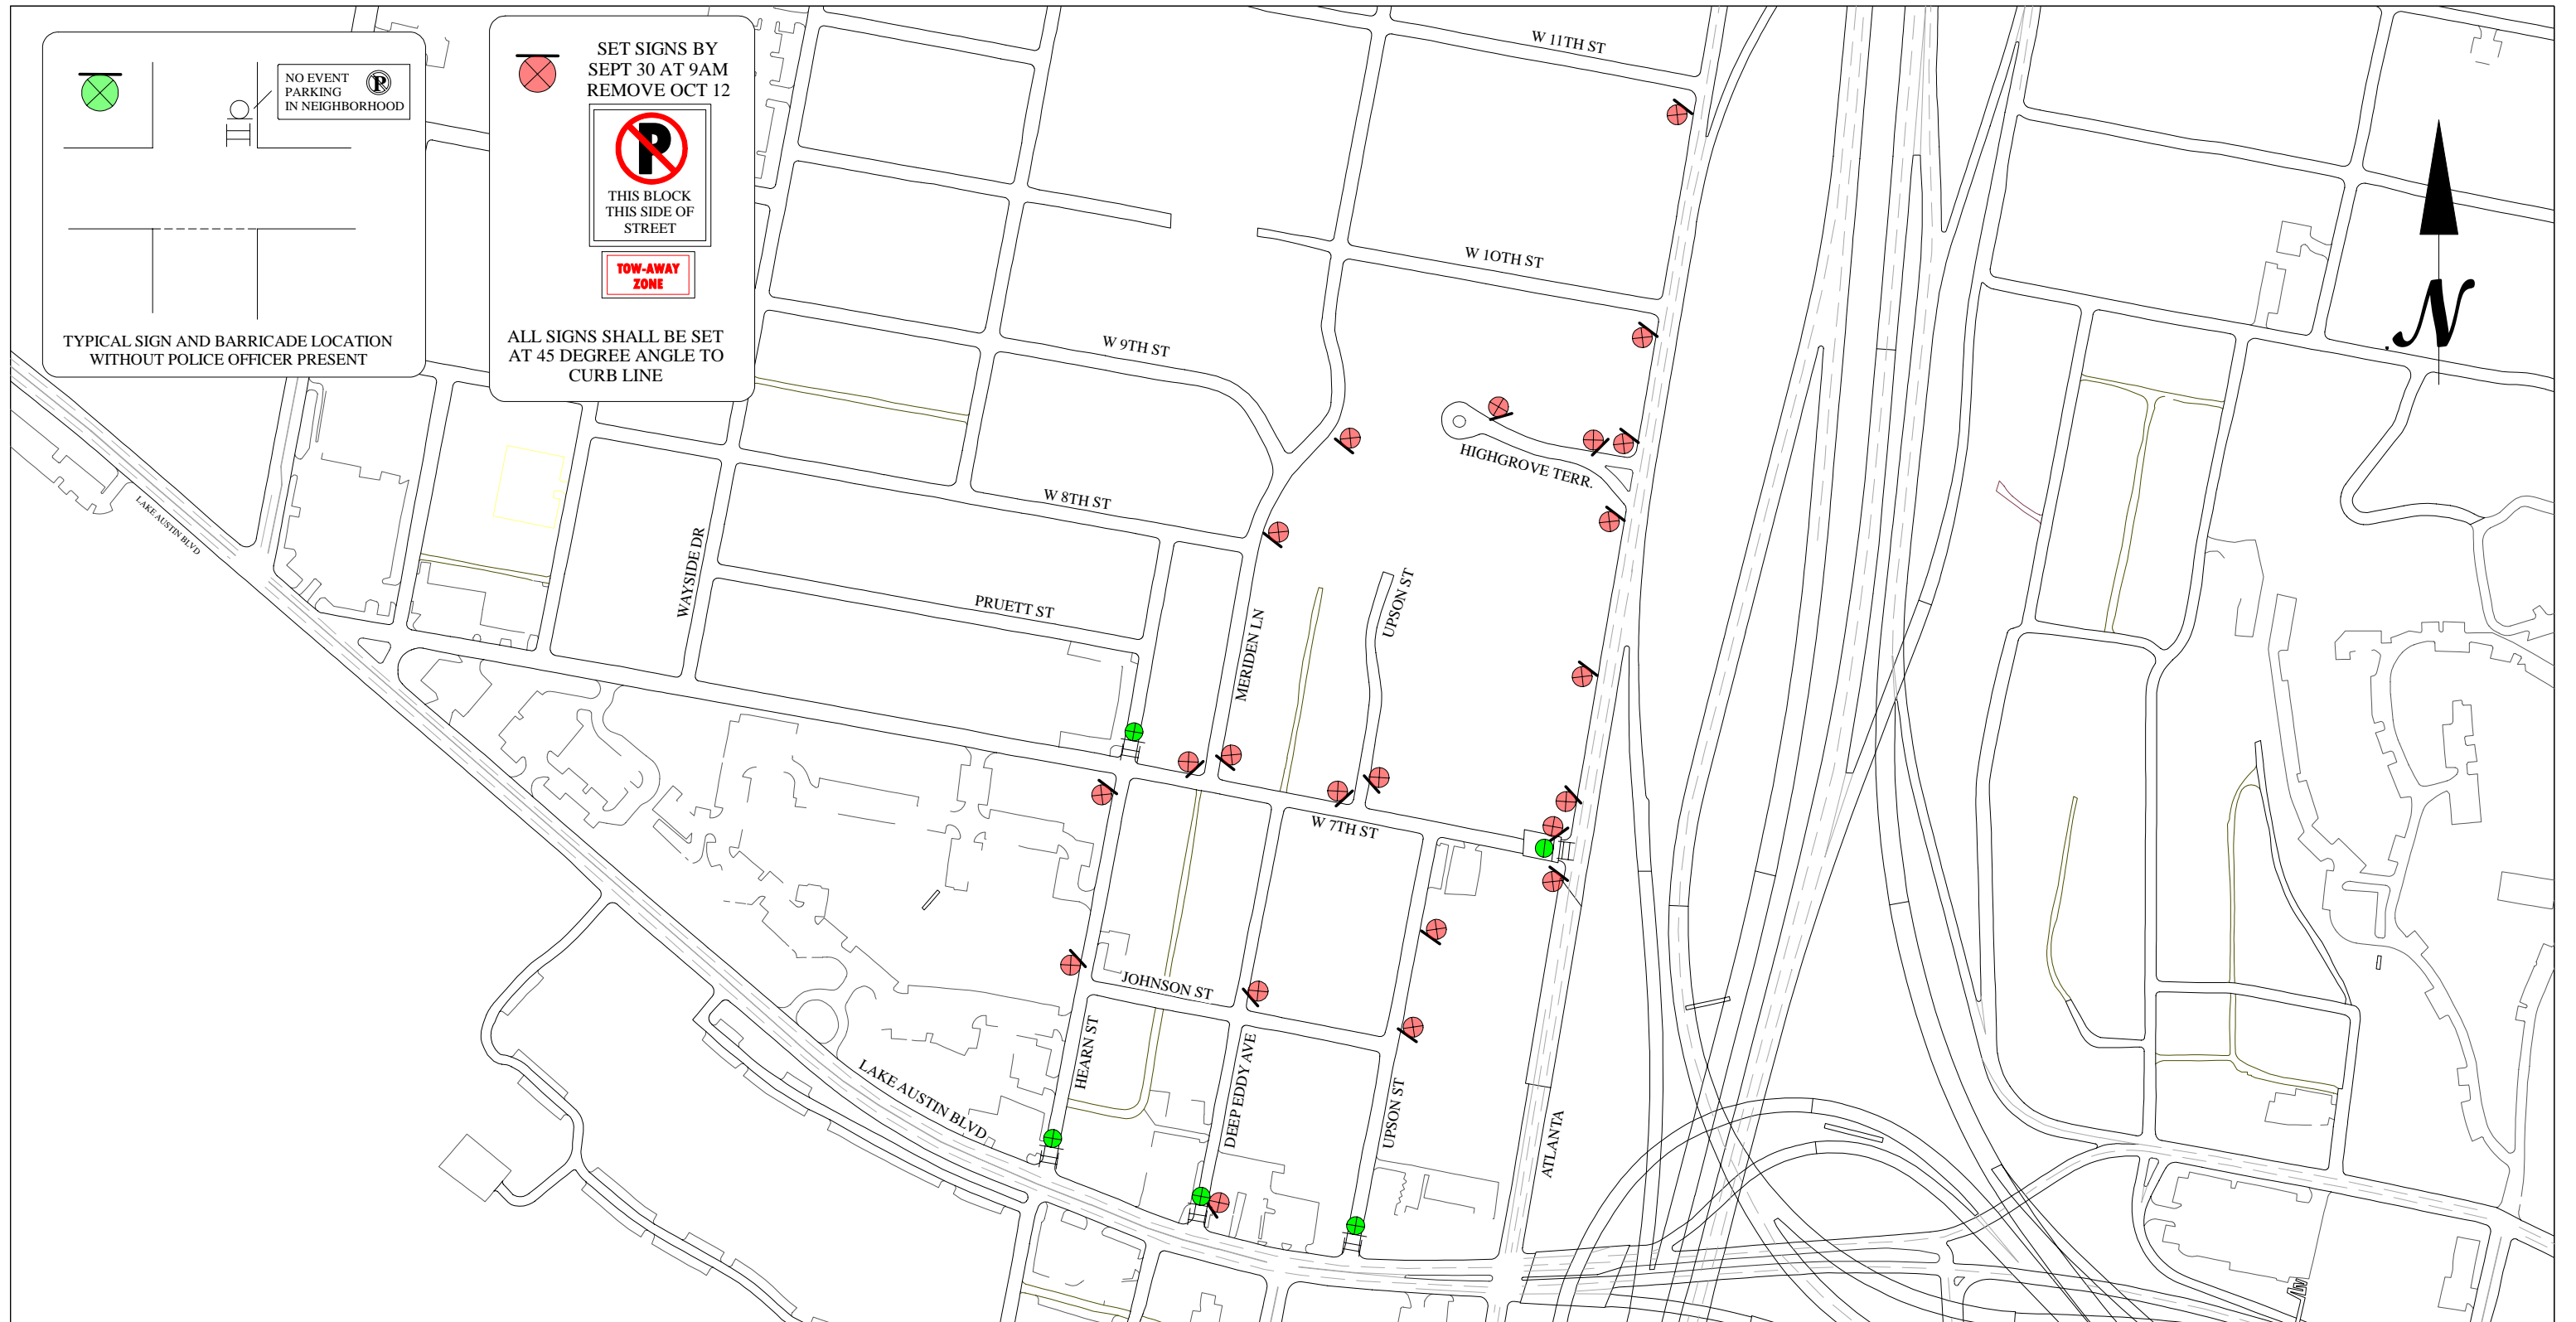 NO EVENT
PARKING
IN NEIGHBORHOOD
P
TYPICAL SIGN AND BARRICADE LOCATION
WITHOUT POLICE OFFICER PRESENT
SET SIGNS BY
SEPT 30 AT 9AM
REMOVE OCT 12
P
THIS BLOCK
THIS SIDE OF
STREET
TOW-AWAY
ZONE
ALL SIGNS SHALL BE SET
AT 45 DEGREE ANGLE TO
CURB LINE
W 11TH ST
W 1OTH ST
N
W 9TH ST
HIGHGROVE TERR.
W 8TH ST
LAKE AUSTIN BLVD
WAYSIDE DR
PRUETT ST
MERIDEN LN
UPSON ST
W 7TH ST
JOHNSON ST
HEARN ST
LAKE AUSTIN BLVD
DEEP EDDY AVE
UPSON ST
ATLANTA